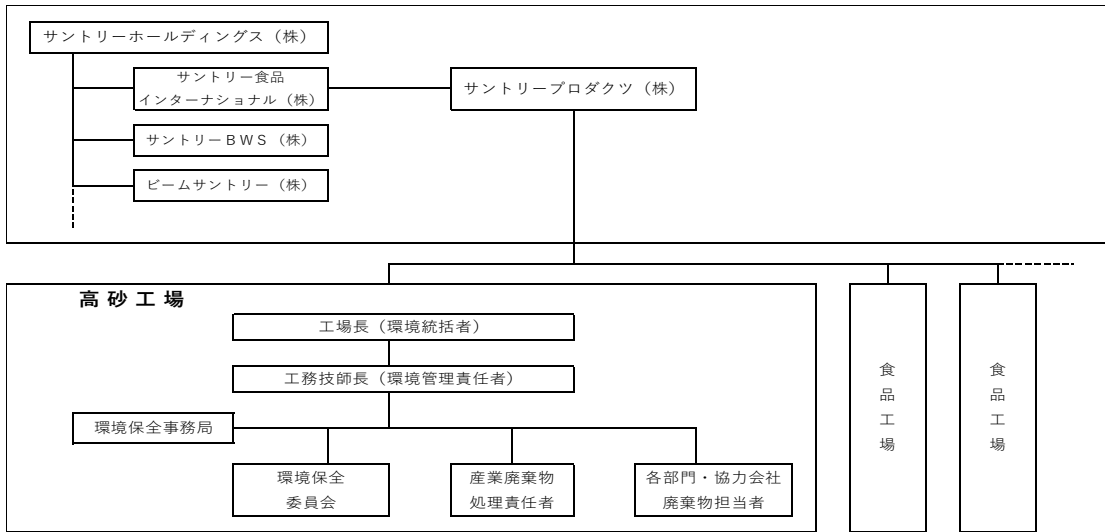 サントリーホールディングス（株）
サントリー食品
インターナショナル（株）
サントリープロダクツ（株）
サントリーＢＷＳ（株）
ビームサントリー（株）
高砂工場
工場長（環境統括者）
工務技師長（環境管理責任者）
環境保全事務局
環境保全
委員会
産業廃棄物
処理責任者
各部門・協力会社
廃棄物担当者
食品工場
食品工場